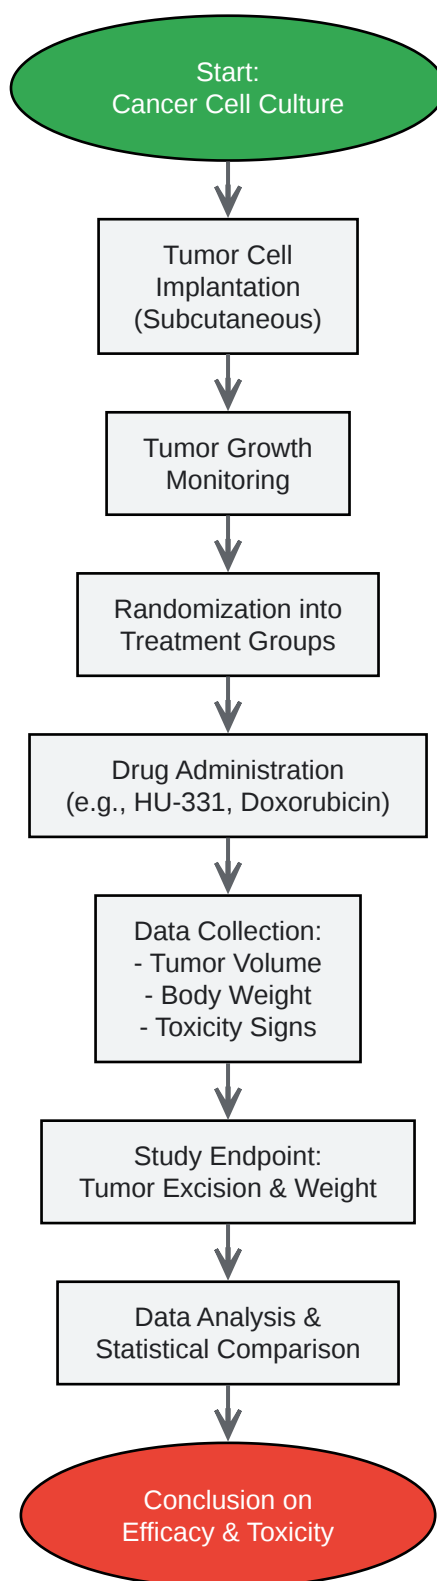 Start:
Cancer Cell Culture
Tumor Cell
Implantation
(Subcutaneous)
Tumor Growth
Monitoring
Randomization into
Treatment Groups
Drug Administration
(e.g., HU-331, Doxorubicin)
Data Collection:
- Tumor Volume
- Body Weight
- Toxicity Signs
Study Endpoint:
Tumor Excision & Weight
Data Analysis &
Statistical Comparison
Conclusion on
Efficacy & Toxicity